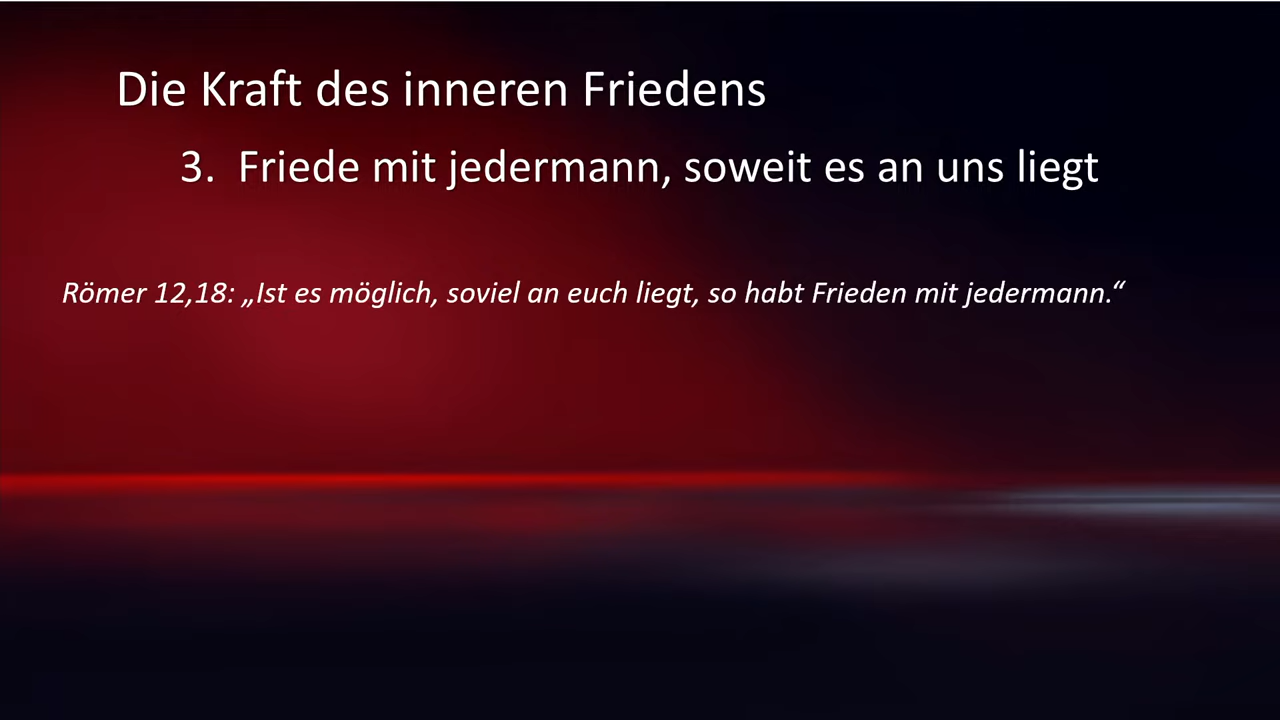 Die Kraft des inneren Friedens
3. Friede mit jedermann, soweit es an uns liegt
Römer 12,18: „Ist es möglich, soviel an euch liegt, so habt Frieden mit jedermann.“